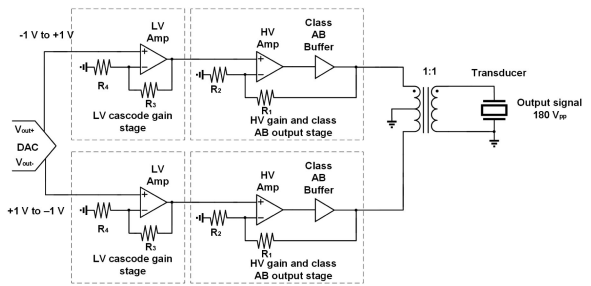 -1 V to +1 V
LV
Amp
R4
R3
LV cascode gain
stage
HV
Amp
Class
AB
Buffer
R2
R1
HV gain and class
AB output stage
1:1
Transducer
Output signal
180 Vpp
Vout+
DAC
Vout-
+1 V to –1 V
LV
Amp
R4
R3
LV cascode gain
stage
HV
Amp
Class
AB
Buffer
R2
R1
HV gain and class
AB output stage